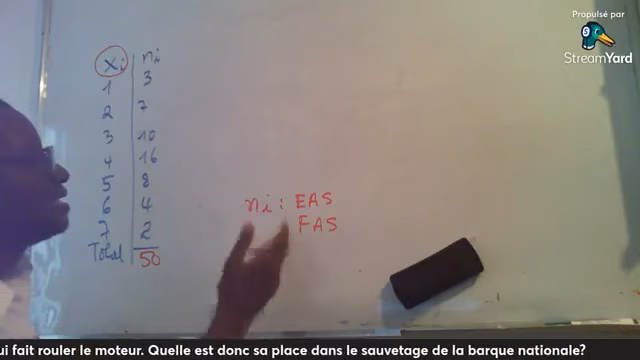 Propulsé par
StreamYard
xi ni
1 3
2 7
3 10
4 16
5 8
6 4
7 2
Total 50
ni : EAS
FAS
ui fait rouler le moteur. Quelle est donc sa place dans le sauvetage de la barque nationale?